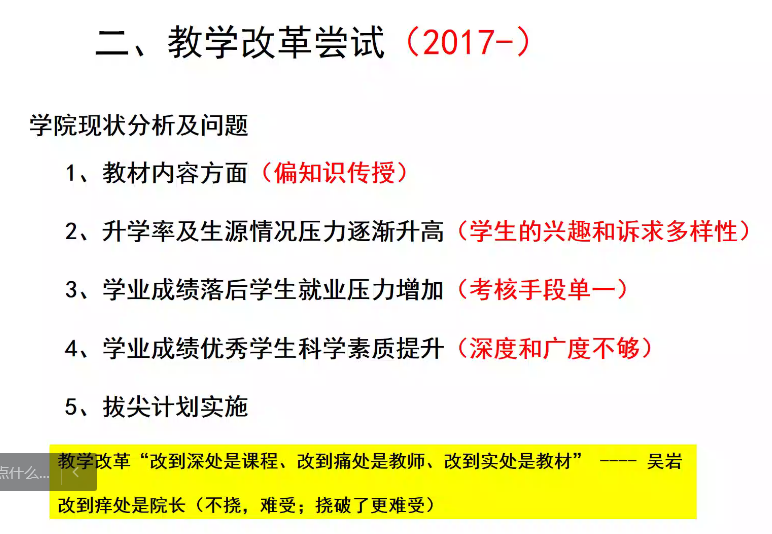 二、教学改革尝试（2017-）
学院现状分析及问题
1、教材内容方面（偏知识传授）
2、升学率及生源情况压力逐渐升高（学生的兴趣和诉求多样性）
3、学业成绩落后学生就业压力增加（考核手段单一）
4、学业成绩优秀学生科学素质提升（深度和广度不够）
5、拔尖计划实施
点什么...
教学改革“改到深处是课程、改到痛处是教师、改到实处是教材” ---- 吴岩
改到痒处是院长（不挠，难受；挠破了更难受）